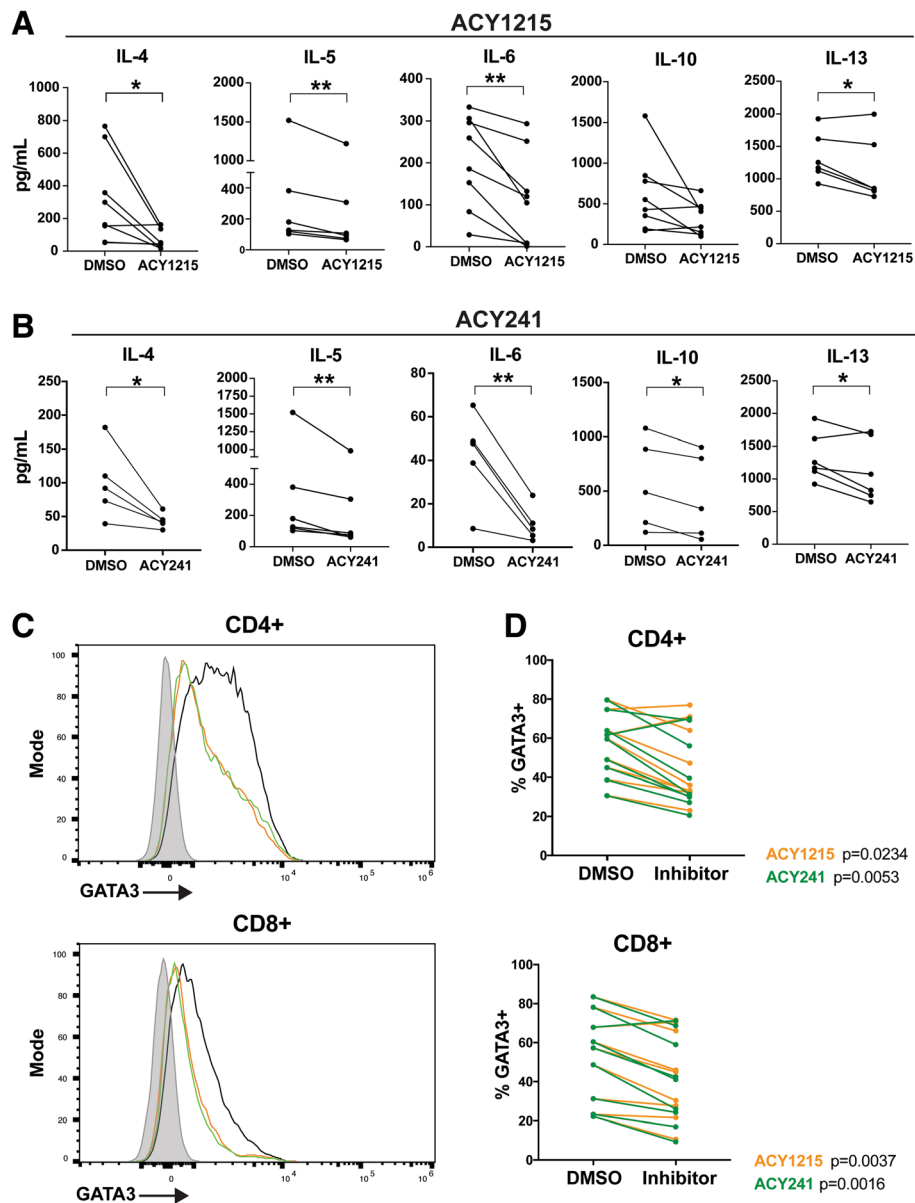 A
ACY1215
IL-4
IL-5
IL-6
IL-10
IL-13
pg/mL
1000
800
600
400
200
0
*
DMSO ACY1215
2000
1500
1000
400
200
0
**
DMSO ACY1215
400
300
200
100
0
**
DMSO ACY1215
2000
1500
1000
500
0
DMSO ACY1215
2500
2000
1500
1000
500
0
*
DMSO ACY1215
B
ACY241
IL-4
IL-5
IL-6
IL-10
IL-13
pg/mL
250
200
150
100
50
0
*
DMSO ACY241
2000
1750
1500
1250
1000
400
200
0
**
DMSO ACY241
80
60
40
20
0
**
DMSO ACY241
1500
1000
500
0
*
DMSO ACY241
2500
2000
1500
1000
500
0
*
DMSO ACY241
C
CD4+
Mode
100
80
60
40
20
0
0 10^4 10^5 10^6
GATA3
CD8+
Mode
100
80
60
40
20
0
0 10^4 10^5 10^6
GATA3
D
CD4+
% GATA3+
100
80
60
40
20
0
DMSO Inhibitor
ACY1215 p=0.0234
ACY241 p=0.0053
CD8+
% GATA3+
100
80
60
40
20
0
DMSO Inhibitor
ACY1215 p=0.0037
ACY241 p=0.0016